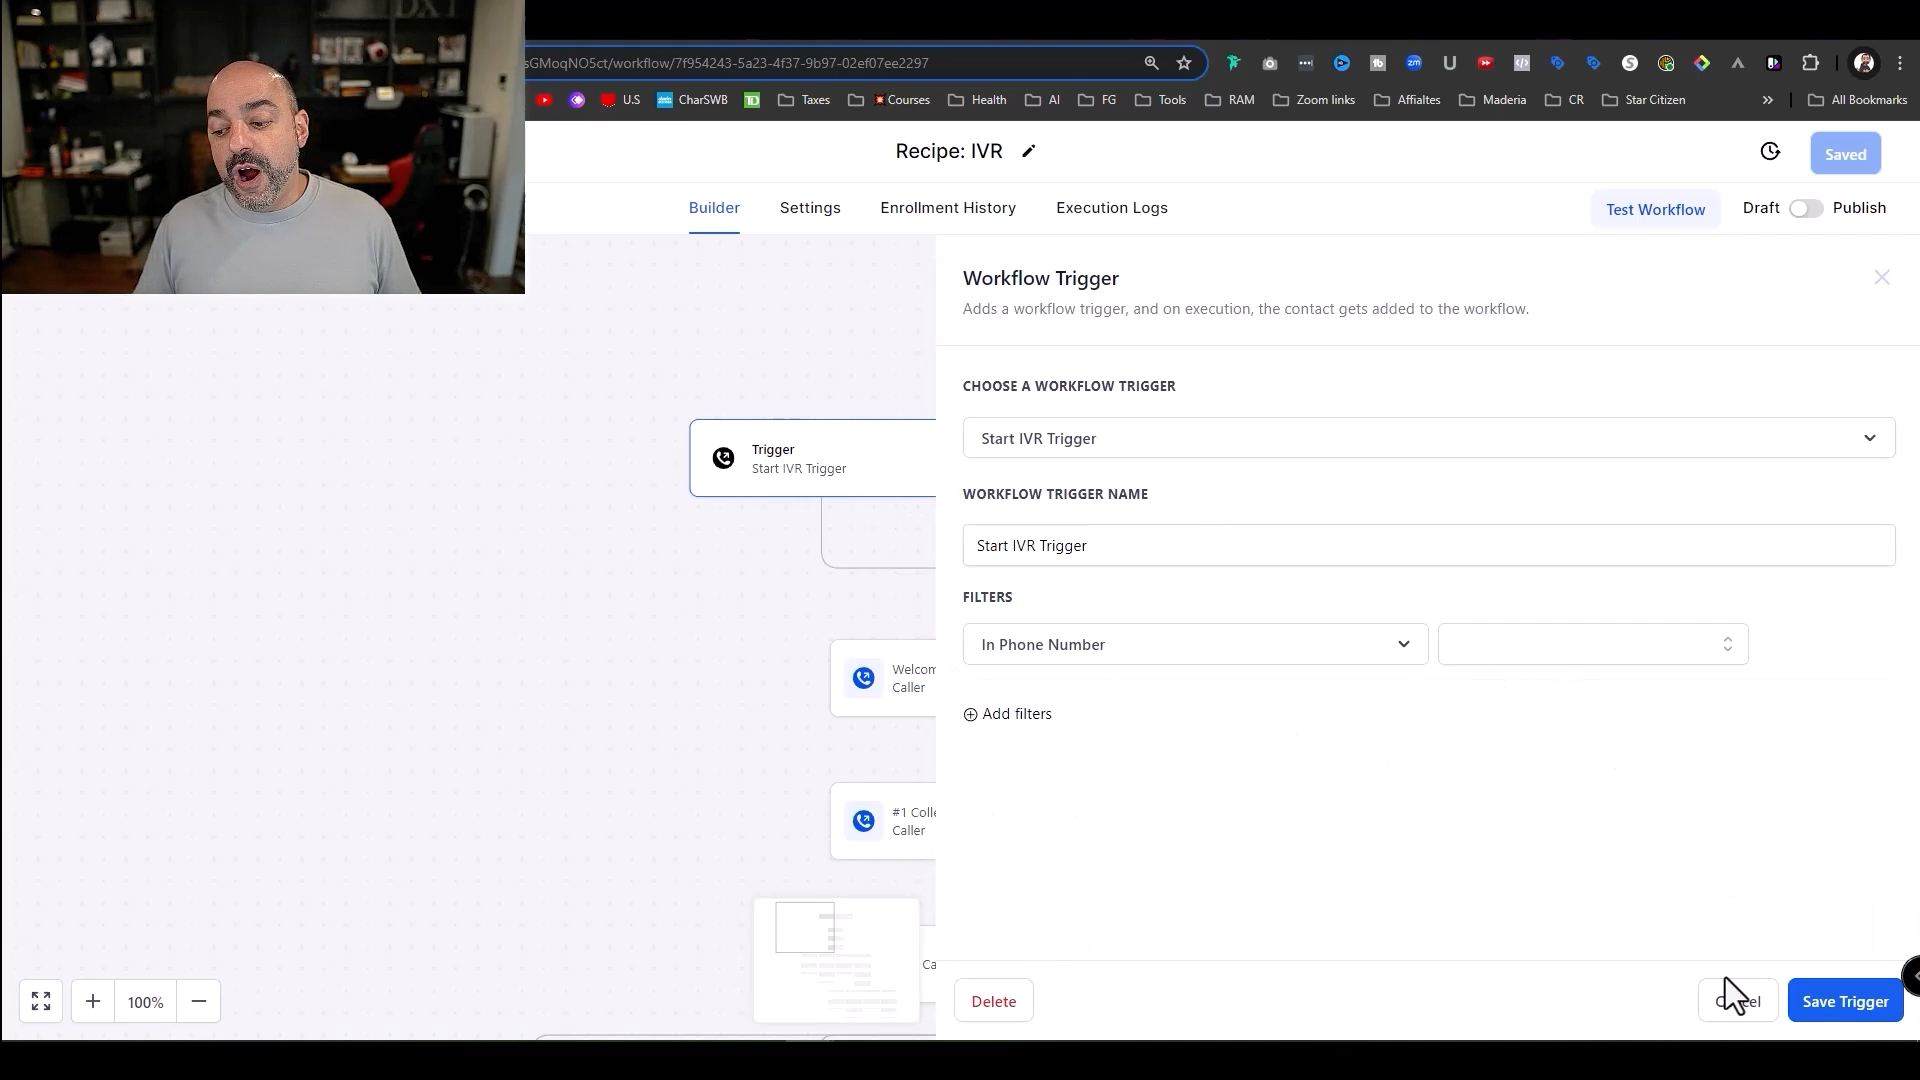 sGMoqNO5ct/workflow/7f954243-5a23-4f37-9b97-02ef07ee2297
U.S CharSWB Taxes Courses Health AI FG Tools RAM Zoom links Affialtes Maderia CR Star Citizen All Bookmarks
Recipe: IVR
Saved
Builder Settings Enrollment History Execution Logs
Test Workflow Draft Publish
Workflow Trigger
Adds a workflow trigger, and on execution, the contact gets added to the workflow.
CHOOSE A WORKFLOW TRIGGER
Start IVR Trigger
Trigger
Start IVR Trigger
WORKFLOW TRIGGER NAME
Start IVR Trigger
FILTERS
In Phone Number
Welcom
Caller
Add filters
#1 Colle
Caller
Ca
100%
Delete
Save Trigger